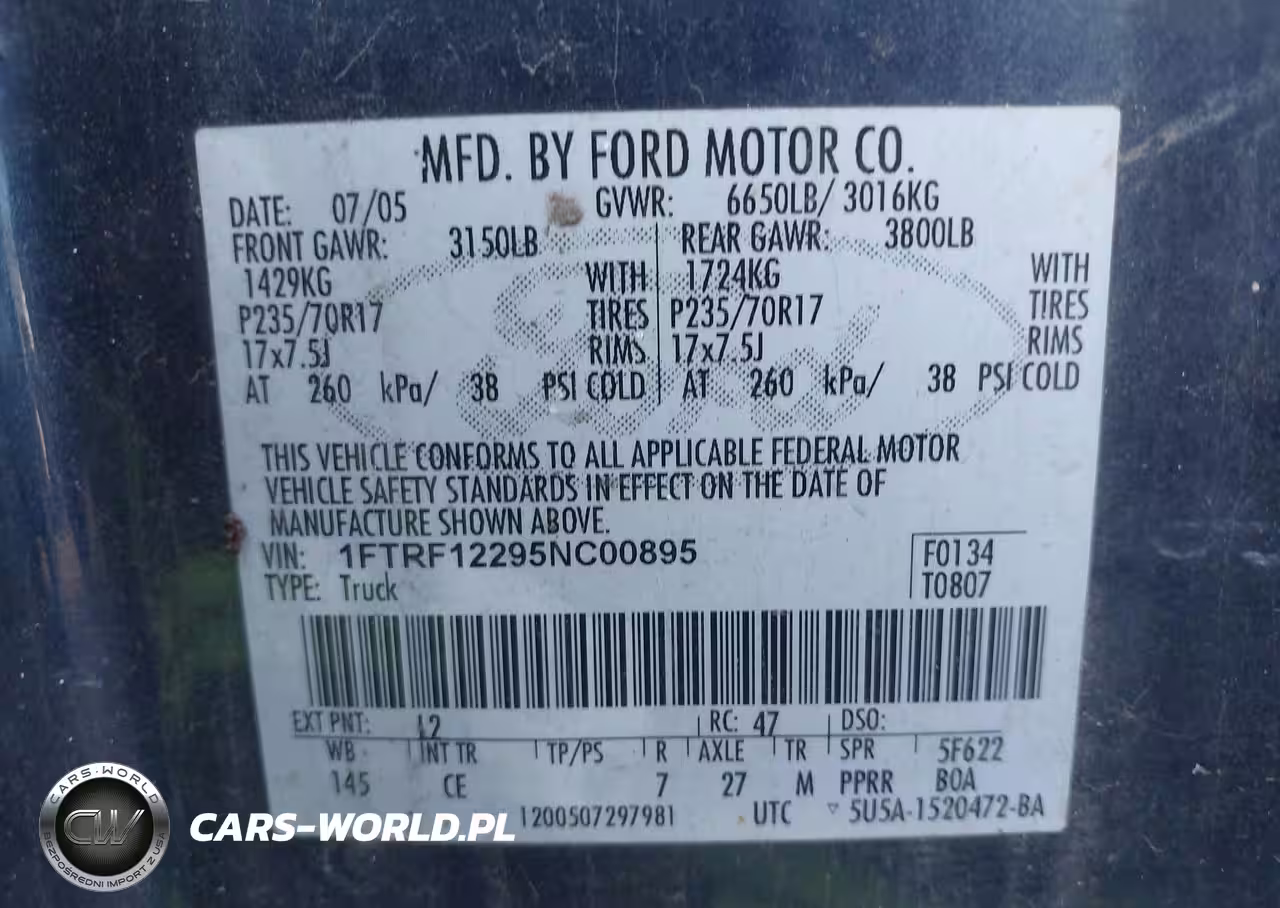 MFD. BY FORD MOTOR CO.
DATE: 07/05 GVWR: 6650LB/ 3016KG
FRONT GAWR: 3150LB REAR GAWR: 3800LB
1429KG WITH 1724KG WITH
P235/70R17 TIRES P235/70R17 TIRES
17x7.5J RIMS 17x7.5J RIMS
AT 260 kPa/ 38 PSI COLD AT 260 kPa/ 38 PSI COLD
THIS VEHICLE CONFORMS TO ALL APPLICABLE FEDERAL MOTOR
VEHICLE SAFETY STANDARDS IN EFFECT ON THE DATE OF
MANUFACTURE SHOWN ABOVE.
VIN: 1FTRF12295NC00895 F0134
TYPE: Truck T0807
EXT PNT: L2 RC: 47 DSO:
WB INT TR TP/PS R AXLE TR SPR 5F622
145 CE 7 27 M PPRR BOA
1200507297981 UTC 5U5A-1520472-BA
CARS-WORLD
CW
BEZPOŚREDNI IMPORT Z USA
CARS-WORLD.PL